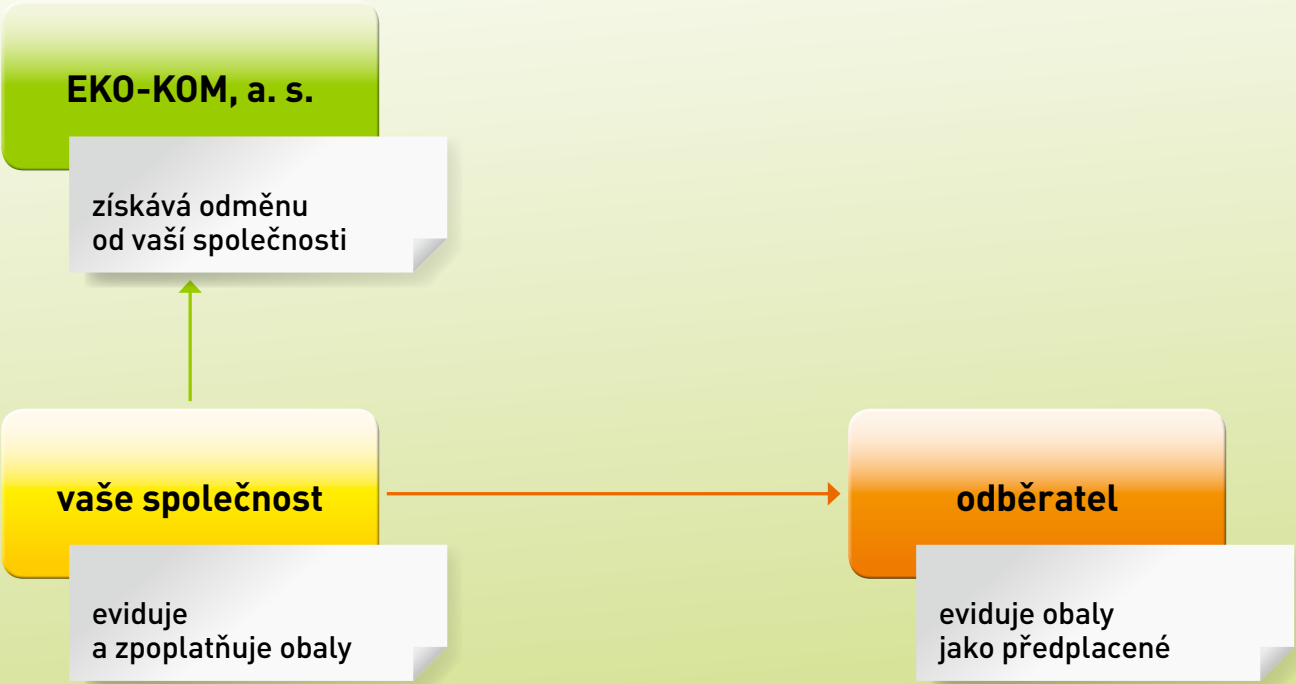 EKO-KOM, a. s.
získává odměnu
od vaší společnosti
vaše společnost
eviduje
a zpoplatňuje obaly
odběratel
eviduje obaly
jako předplacené